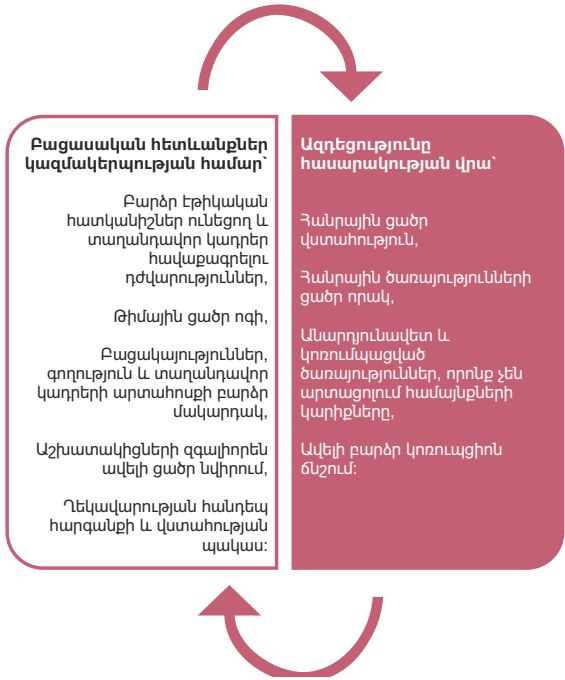 Բացասական հետևանքներ
կազմակերպության համար՝
Բարձր էթիկական
հատկանիշներ ունեցող և
տաղանդավոր կադրեր
հավաքագրելու
դժվարություններ,
Թիմային ցածր ոգի,
Բացակայություններ,
գողություն և տաղանդավոր
կադրերի արտահոսքի բարձր
մակարդակ,
Աշխատակիցների զգալիորեն
ավելի ցածր նվիրում,
Ղեկավարության հանդեպ
հարգանքի և վստահության
պակաս:
Ազդեցությունը
հասարակության վրա՝
Հանրային ցածր
վստահություն,
Հանրային ծառայությունների
ցածր որակ,
Անարդյունավետ և
կոռումպացված
ծառայություններ, որոնք չեն
արտացոլում համայնքների
կարիքները,
Ավելի բարձր կոռուպցիոն
ճնշում: